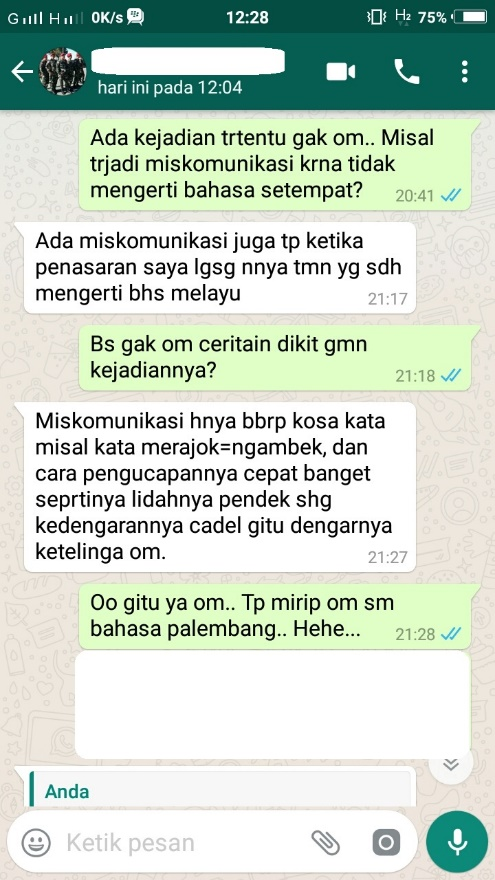 0K/s
12:28
H₂ 75%
hari ini pada 12:04
Ada kejadian trtentu gak om.. Misal
trjadi miskomunikasi krna tidak
mengerti bahasa setempat?
20:41
Ada miskomunikasi juga tp ketika
penasaran saya lgsg nnya tmn yg sdh
mengerti bhs melayu
21:17
Bs gak om ceritain dikit gmn
kejadiannya?
21:18
Miskomunikasi hnya bbrp kosa kata
misal kata merajok=ngambek, dan
cara pengucapannya cepat banget
seprtinya lidahnya pendek shg
kedengarannya cadel gitu dengarnya
ketelinga om.
21:27
Oo gitu ya om.. Tp mirip om sm
bahasa palembang.. Hehe...
21:28
Anda
Ketik pesan